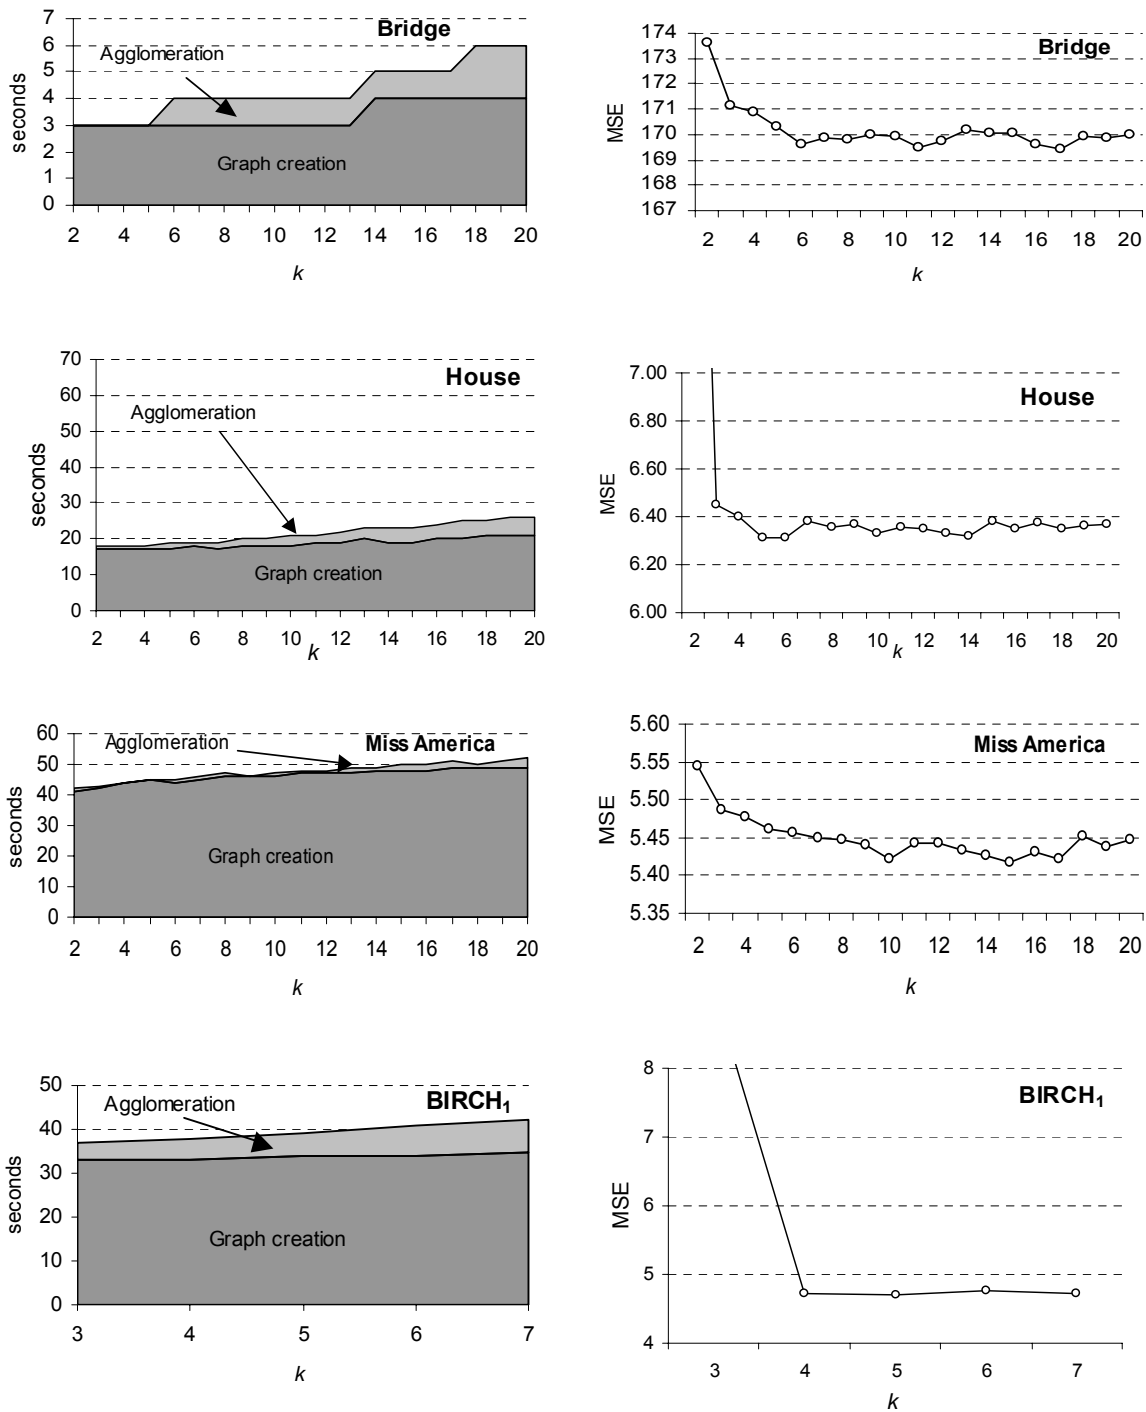 Bridge
7
6
5
4
3
2
1
0
seconds
Agglomeration
Graph creation
2 4 6 8 10 12 14 16 18 20
k
Bridge
174
173
172
171
170
169
168
167
MSE
2 4 6 8 10 12 14 16 18 20
k
House
70
60
50
40
30
20
10
0
seconds
Agglomeration
Graph creation
2 4 6 8 10 12 14 16 18 20
k
House
7.00
6.80
6.60
6.40
6.20
6.00
MSE
2 4 6 8 10 12 14 16 18 20
k
Miss America
60
50
40
30
20
10
0
seconds
Agglomeration
Graph creation
2 4 6 8 10 12 14 16 18 20
k
Miss America
5.60
5.55
5.50
5.45
5.40
5.35
MSE
2 4 6 8 10 12 14 16 18 20
k
BIRCH₁
50
40
30
20
10
0
seconds
Agglomeration
Graph creation
3 4 5 6 7
k
BIRCH₁
8
7
6
5
4
MSE
3 4 5 6 7
k